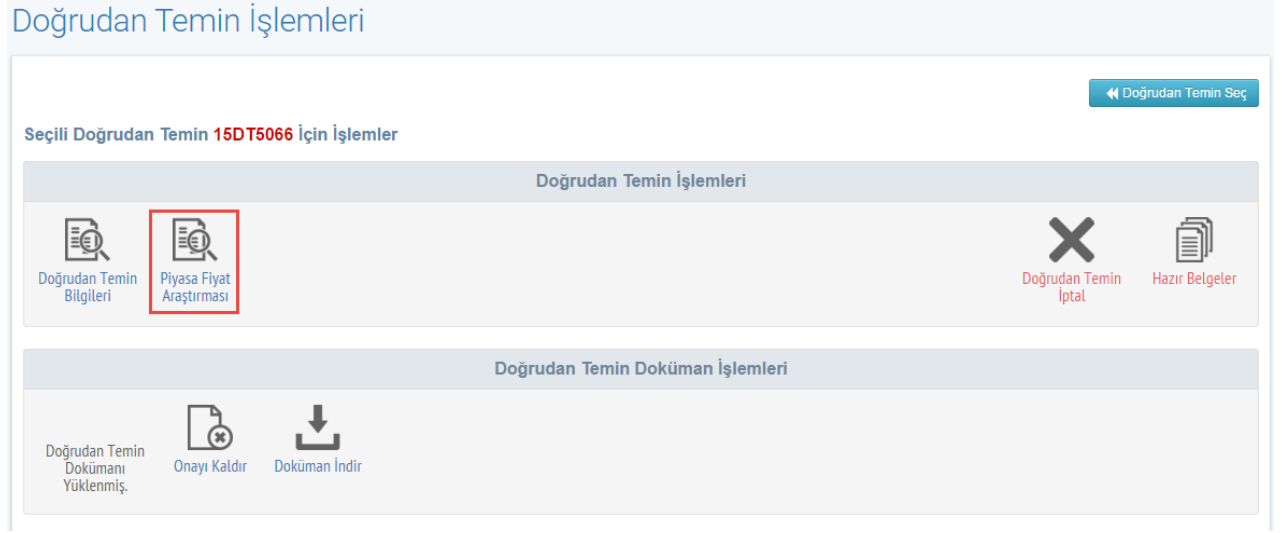 Doğrudan Temin İşlemleri
Doğrudan Temin Seç
Seçili Doğrudan Temin 15DT5066 İçin İşlemler
Doğrudan Temin İşlemleri
Doğrudan Temin
Bilgileri
Piyasa Fiyat
Araştırması
Doğrudan Temin
İptal
Hazır Belgeler
Doğrudan Temin Doküman İşlemleri
Doğrudan Temin
Dokümanı
Yüklenmiş.
Onayı Kaldır
Doküman İndir